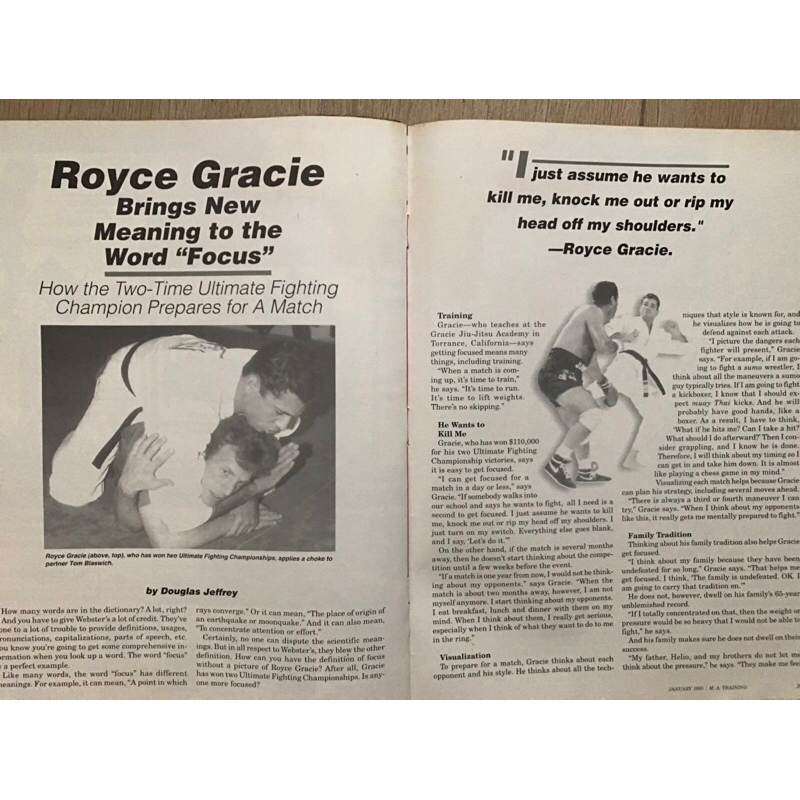 Royce Gracie
Brings New
Meaning to the
Word “Focus”
How the Two-Time Ultimate Fighting
Champion Prepares for A Match
Royce Gracie (above, top), who has won two Ultimate Fighting Championships, applies a choke to
partner Tom Blaswich.
by Douglas Jeffrey
How many words are in the dictionary? A lot, right?
And you have to give Webster's a lot of credit. They've
one to a lot of trouble to provide definitions, usages,
ronunciations, capitalizations, parts of speech, etc.
ou know you're going to get some comprehensive in-
ormation when you look up a word. The word “focus”
a perfect example.
Like many words, the word “focus” has different
eanings. For example, it can mean, “A point in which
rays converge.” Or it can mean, “The place of origin of
an earthquake or moonquake.” And it can also mean,
“To concentrate attention or effort.”
Certainly, no one can dispute the scientific mean-
ings. But in all respect to Webster's, they blew the other
definition. How can you have the definition of focus
without a picture of Royce Gracie? After all, Gracie
has won two Ultimate Fighting Championships. Is any-
one more focused?
"I just assume he wants to
kill me, knock me out or rip my
head off my shoulders."
—Royce Gracie.
Training
Gracie—who teaches at the
Gracie Jiu-Jitsu Academy in
Torrance, California—says
getting focused means many
things, including training.
“When a match is com-
ing up, it's time to train,”
he says. “It's time to run.
It's time to lift weights.
There's no skipping.”
He Wants to
Kill Me
Gracie, who has won $110,000
for his two Ultimate Fighting
Championship victories, says
it is easy to get focused.
“I can get focused for a
match in a day or less,” says
Gracie. “If somebody walks into
our school and says he wants to fight, all I need is a
second to get focused. I just assume he wants to kill
me, knock me out or rip my head off my shoulders. I
just turn on my switch. Everything else goes blank,
and I say, 'Let's do it.'”
On the other hand, if the match is several months
away, then he doesn't start thinking about the compe-
tition until a few weeks before the event.
“If a match is one year from now, I would not be think-
ing about my opponents,” says Gracie. “When the
match is about two months away, however, I am not
myself anymore. I start thinking about my opponents.
I eat breakfast, lunch and dinner with them on my
mind. When I think about them, I really get serious,
especially when I think of what they want to do to me
in the ring.”
Visualization
To prepare for a match, Gracie thinks about each
opponent and his style. He thinks about all the tech-
niques that style is known for, and
he visualizes how he is going to
defend against each attack.
“I picture the dangers each
fighter will present,” Gracie
says. “For example, if I am go-
ing to fight a sumo wrestler, I
think about all the maneuvers a sumo
guy typically tries. If I am going to fight
a kickboxer, I know that I should ex-
pect muay Thai kicks. And he will
probably have good hands, like a
boxer. As a result, I have to think,
'What if he hits me? Can I take a hit?
What should I do afterward?' Then I con-
sider grappling, and I know he is done.
Therefore, I will think about my timing so I
can get in and take him down. It is almost
like playing a chess game in my mind.”
Visualizing each match helps because Gracie
can plan his strategy, including several moves ahead.
“There is always a third or fourth maneuver I can
try,” Gracie says. “When I think about my opponents
like this, it really gets me mentally prepared to fight.”
Family Tradition
Thinking about his family tradition also helps Gracie
get focused.
“I think about my family because they have been
undefeated for so long,” Gracie says. “That helps me
get focused. I think, 'The family is undefeated. OK. I
am going to carry that tradition on.'”
He does not, however, dwell on his family's 65-year
unblemished record.
“If I totally concentrated on that, then the weight or
pressure would be so heavy that I would not be able to
fight,” he says.
And his family makes sure he does not dwell on their
success.
“My father, Helio, and my brothers do not let me
think about the pressure,” he says. “They make me feel
JANUARY 1995 / M·A TRAINING